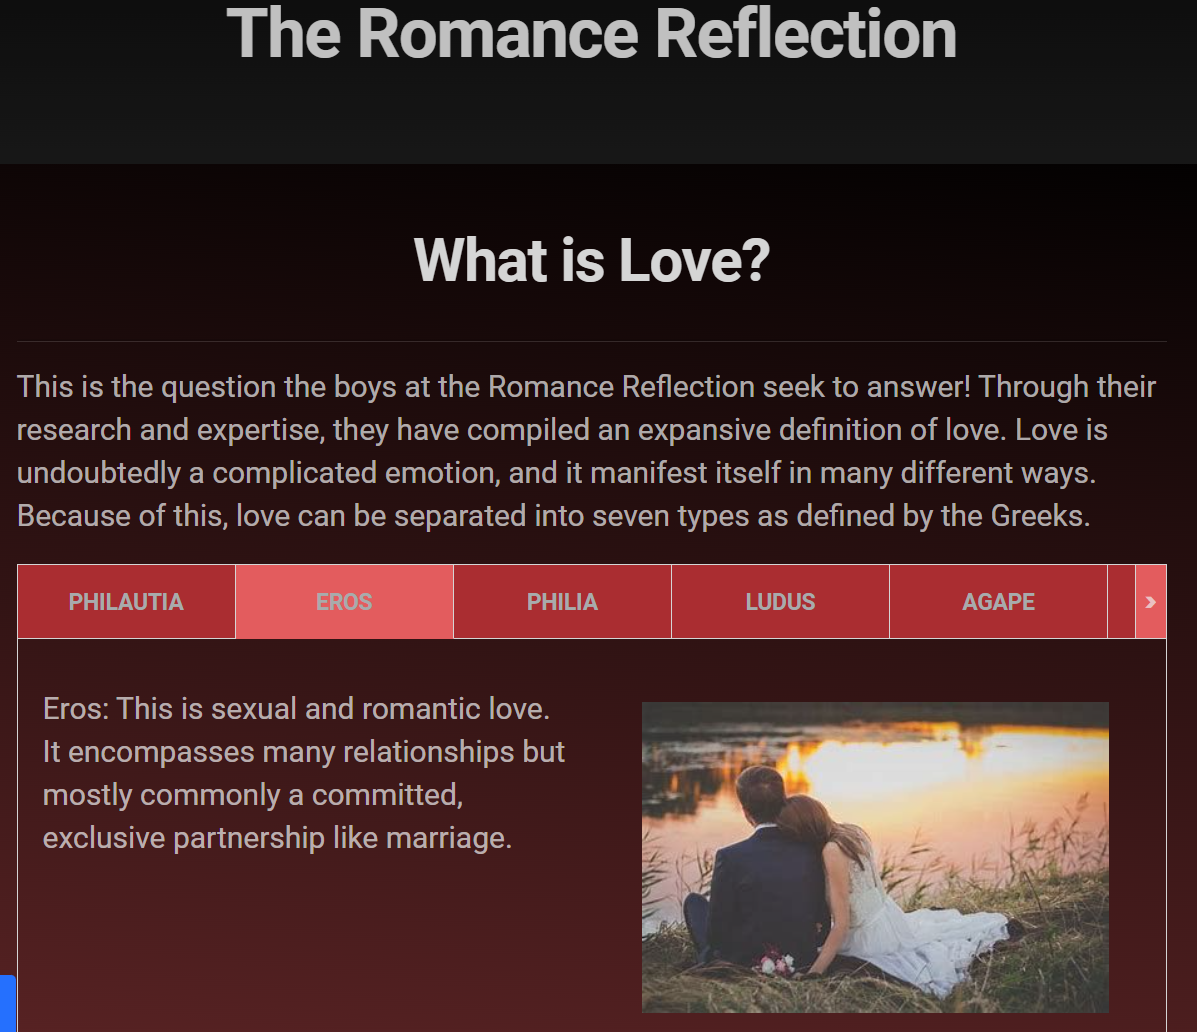 The Romance Reflection
What is Love?
This is the question the boys at the Romance Reflection seek to answer! Through their
research and expertise, they have compiled an expansive definition of love. Love is
undoubtedly a complicated emotion, and it manifest itself in many different ways.
Because of this, love can be separated into seven types as defined by the Greeks.
PHILAUTIA EROS PHILIA LUDUS AGAPE ›
Eros: This is sexual and romantic love.
It encompasses many relationships but
mostly commonly a committed,
exclusive partnership like marriage.